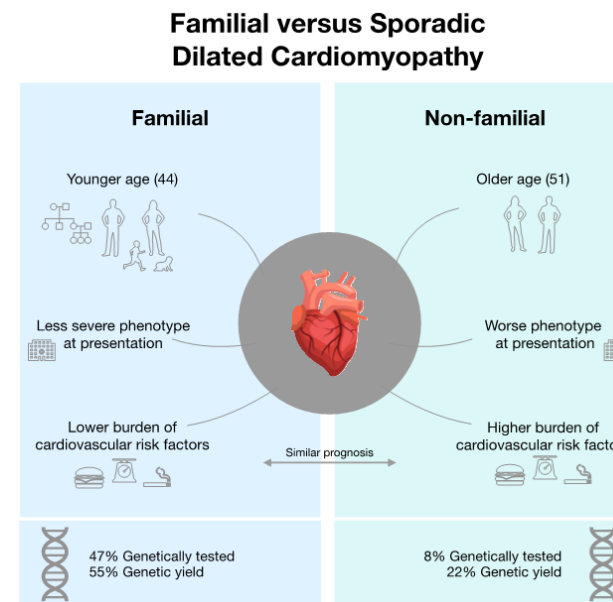 Familial versus Sporadic
Dilated Cardiomyopathy
Familial
Younger age (44)
Less severe phenotype
at presentation
Lower burden of
cardiovascular risk factors
Similar prognosis
47% Genetically tested
55% Genetic yield
Non-familial
Older age (51)
Worse phenotype
at presentation
Higher burden of
cardiovascular risk
8% Genetically tested
22% Genetic yield